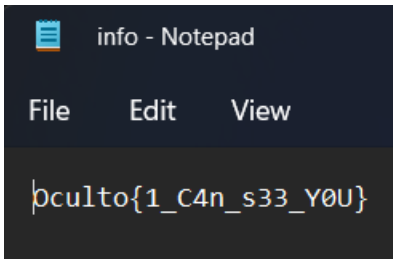 info - Notepad
File Edit View
Oculto{1_C4n_s33_Y0U}